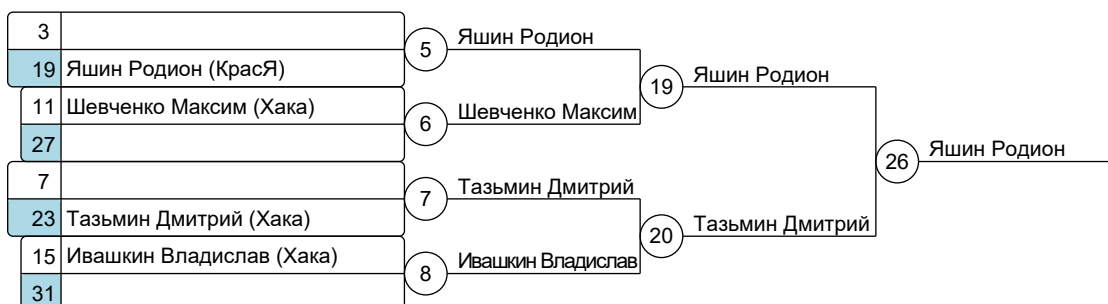 3
19 Яшин Родион (КрасЯ)
5 Яшин Родион
11 Шевченко Максим (Хака)
27
6 Шевченко Максим
19 Яшин Родион
7
23 Тазьмин Дмитрий (Хака)
7 Тазьмин Дмитрий
15 Ивашкин Владислав (Хака)
31
8 Ивашкин Владислав
20 Тазьмин Дмитрий
26 Яшин Родион